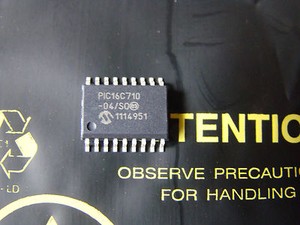 PIC16C710
-04/SO
1114951
TENTIO
OBSERVE PRECAUTIO
FOR HANDLING